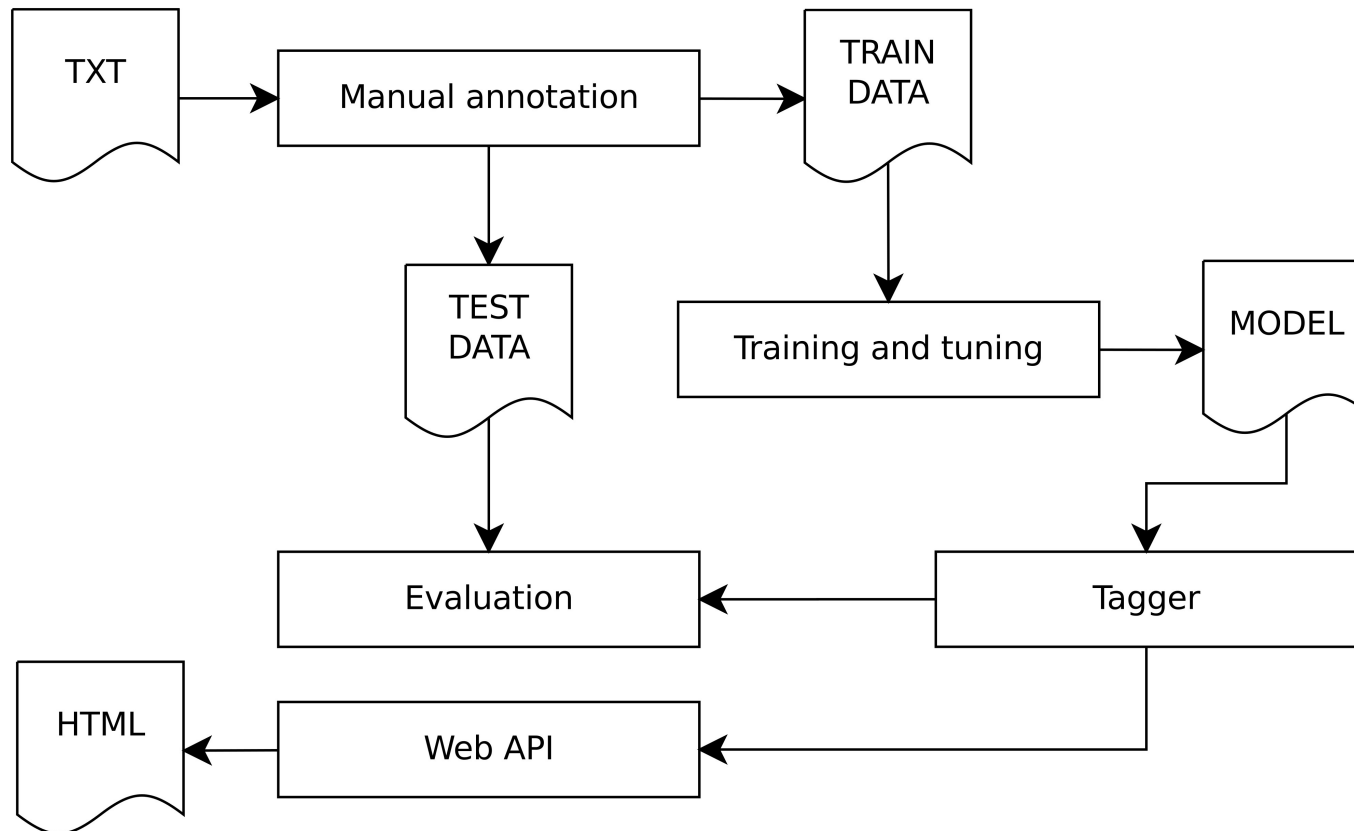 TXT
Manual annotation
TRAIN
DATA
TEST
DATA
Training and tuning
MODEL
Evaluation
Tagger
HTML
Web API